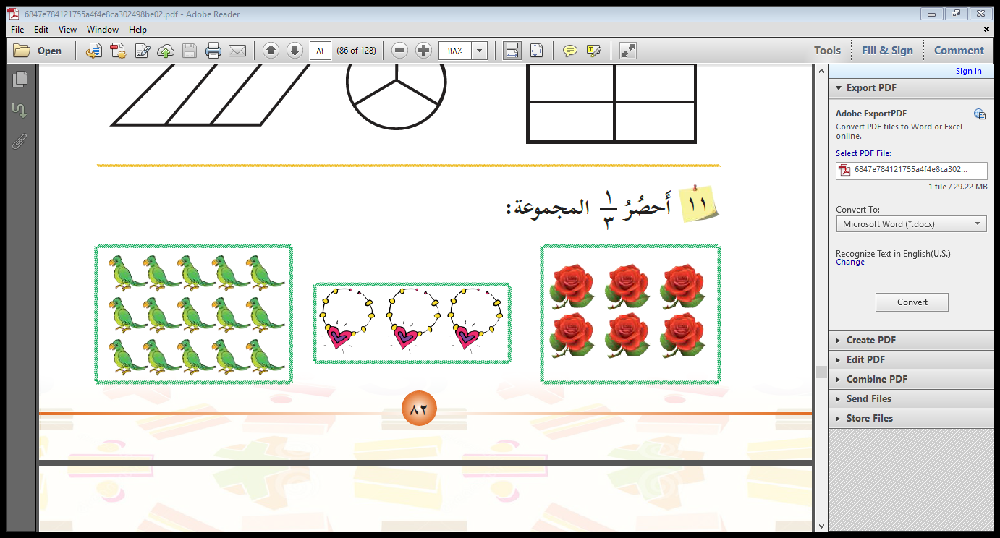 6847e784121755a4f4e8ca302498be02.pdf - Adobe Reader
File Edit View Window Help
Open ٨٣ (86 of 128) ١١٨٪ Tools Fill & Sign Comment
Sign In
Export PDF
Adobe ExportPDF
Convert PDF files to Word or Excel
online.
Select PDF File:
6847e784121755a4f4e8ca302...
1 file / 29.22 MB
Convert To:
Microsoft Word (*.docx)
Recognize Text in English(U.S.)
Change
Convert
Create PDF
Edit PDF
Combine PDF
Send Files
Store Files
١١ أَحصُرُ ١/٣ المجموعة:
٨٢